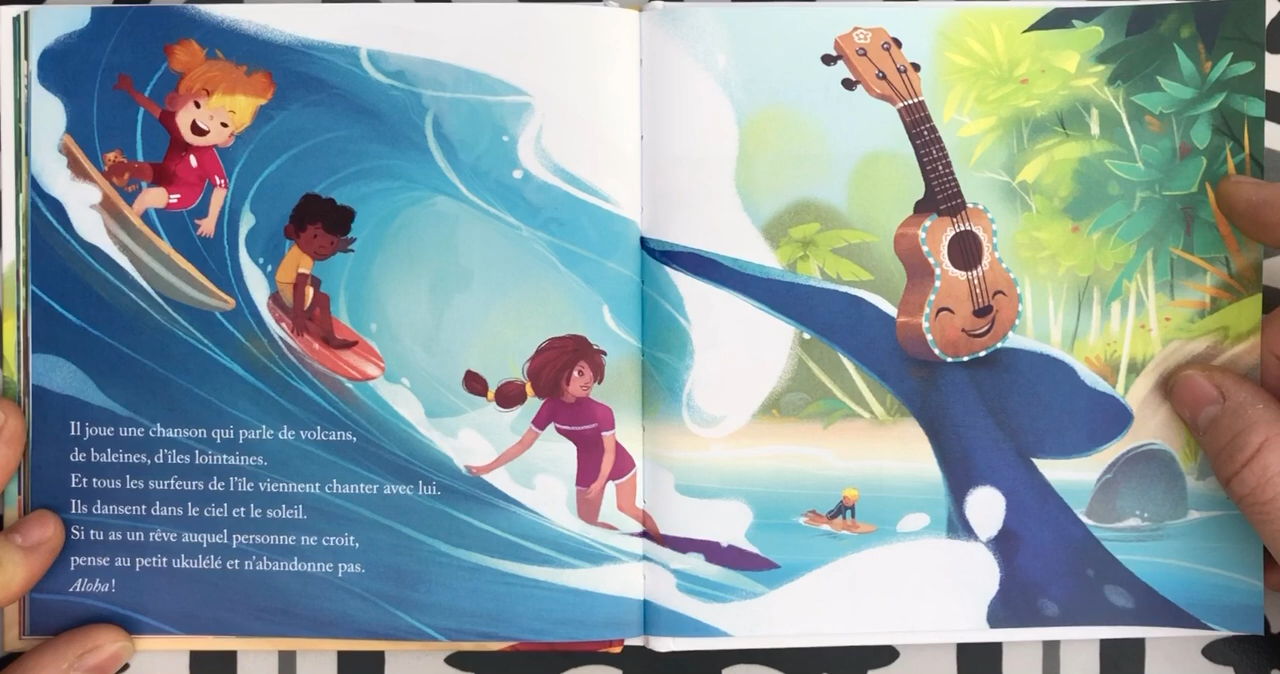 Il joue une chanson qui parle de volcans,
de baleines, d'îles lointaines.
Et tous les surfeurs de l'île viennent chanter avec lui.
Ils dansent dans le ciel et le soleil.
Si tu as un rêve auquel personne ne croit,
pense au petit ukulélé et n'abandonne pas.
Aloha !